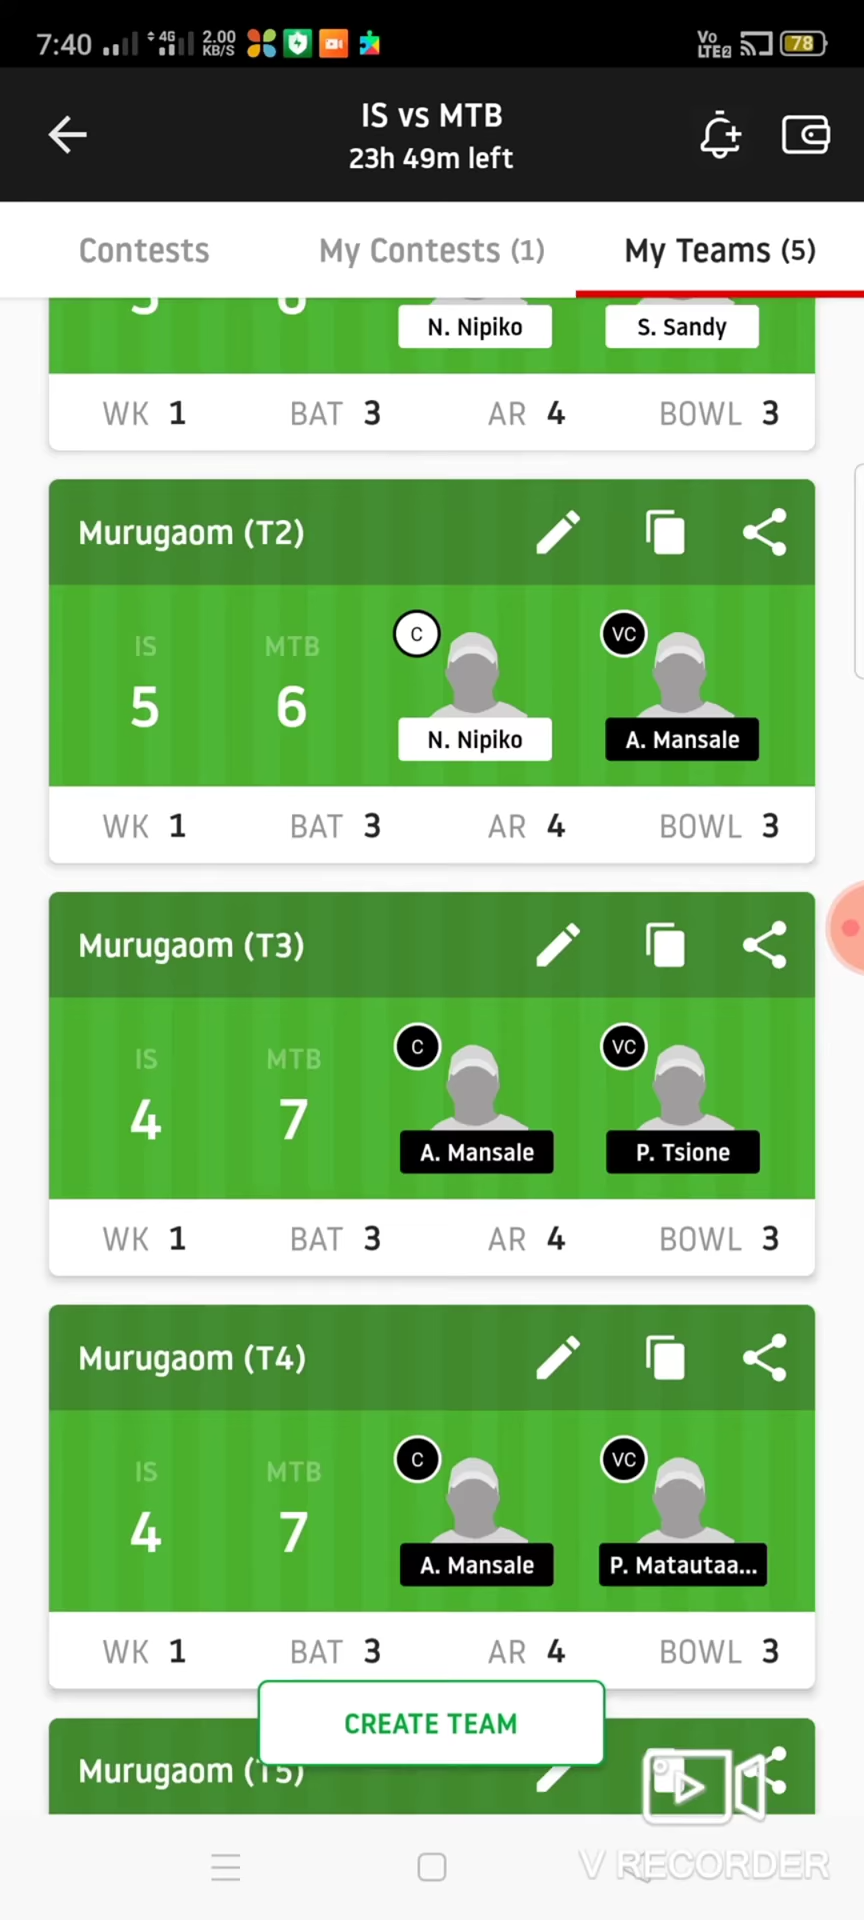 7:40 4G 2.00 KB/S Vo LTE2 78
IS vs MTB
23h 49m left
Contests My Contests (1) My Teams (5)
N. Nipiko S. Sandy
WK 1 BAT 3 AR 4 BOWL 3
Murugaom (T2)
C VC
IS MTB
5 6
N. Nipiko A. Mansale
WK 1 BAT 3 AR 4 BOWL 3
Murugaom (T3)
C VC
IS MTB
4 7
A. Mansale P. Tsione
WK 1 BAT 3 AR 4 BOWL 3
Murugaom (T4)
C VC
IS MTB
4 7
A. Mansale P. Matautaa...
WK 1 BAT 3 AR 4 BOWL 3
CREATE TEAM
Murugaom (T5)
V RECORDER